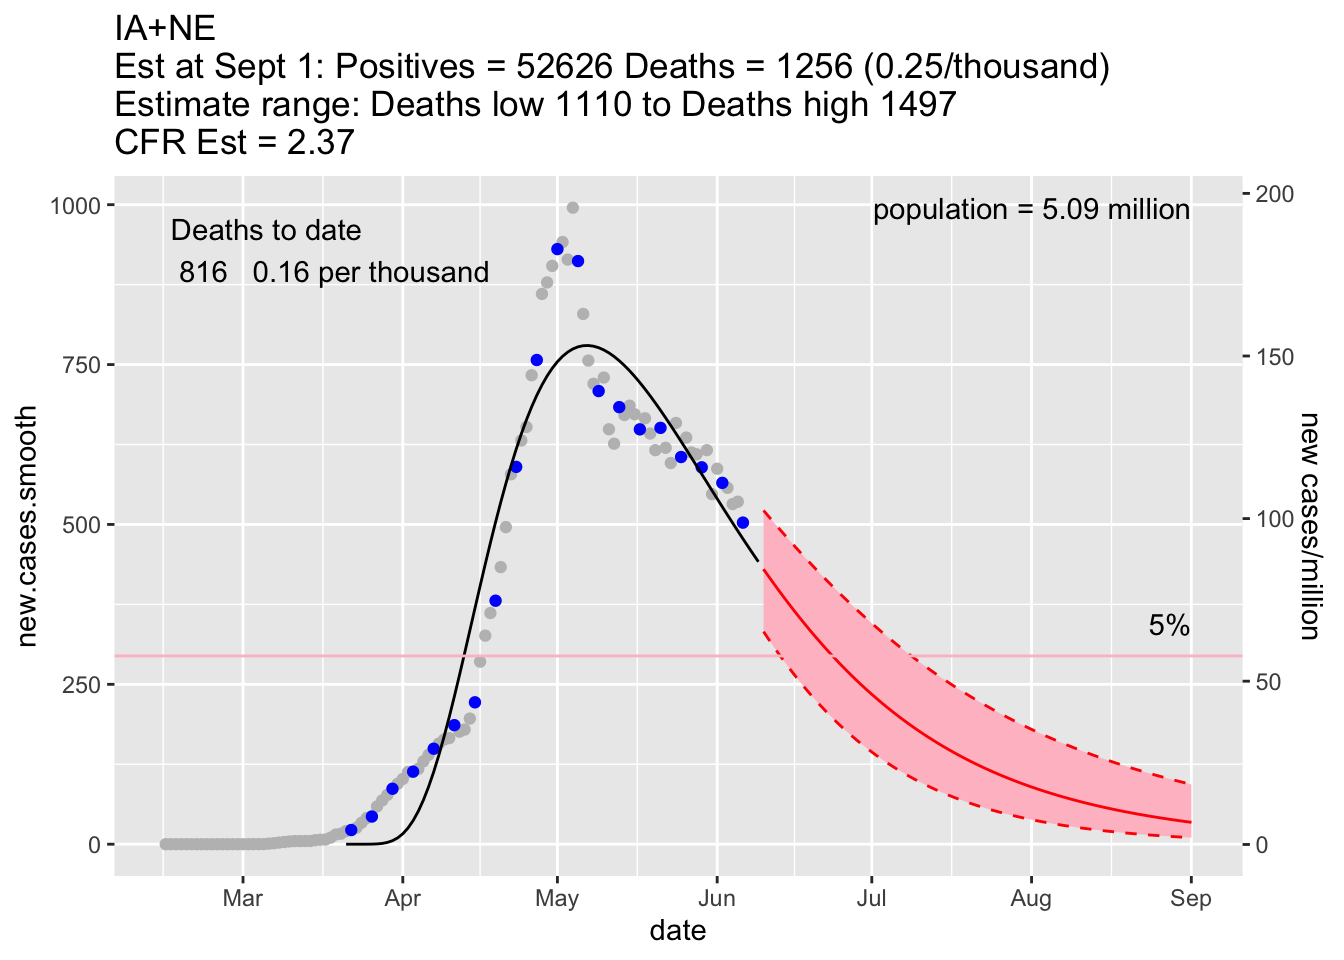 IA+NE
Est at Sept 1: Positives = 52626 Deaths = 1256 (0.25/thousand)
Estimate range: Deaths low 1110 to Deaths high 1497
CFR Est = 2.37
Deaths to date
816 0.16 per thousand
population = 5.09 million
5%
1000
750
500
250
0
new.cases.smooth
200
150
100
50
0
new cases/million
Mar Apr May Jun Jul Aug Sep
date